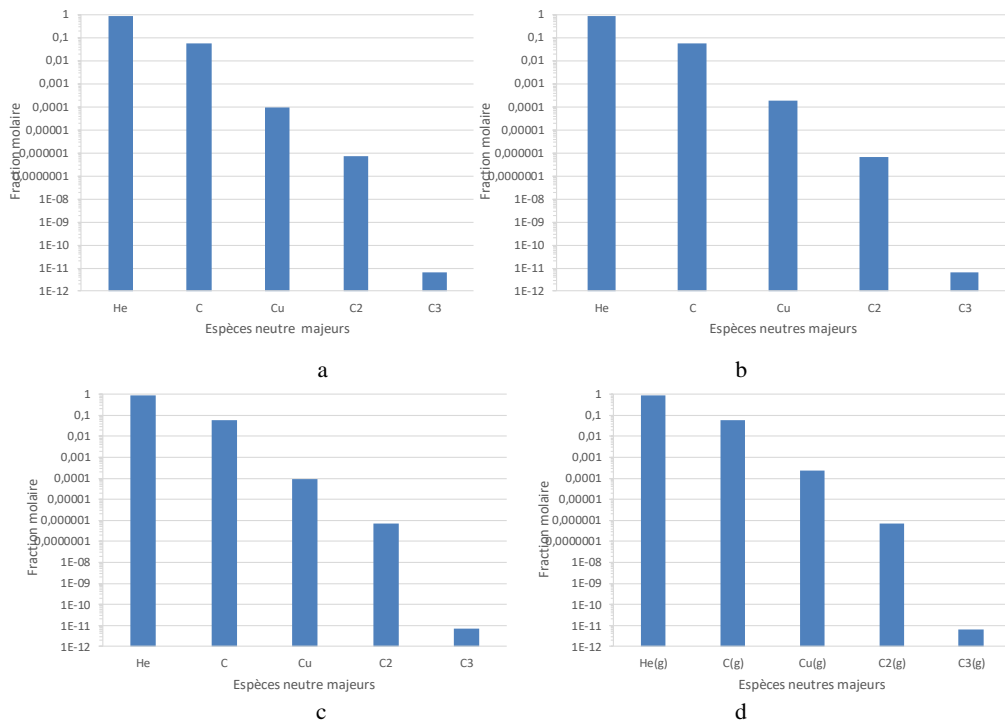 1
0,1
0,01
0,001
0,0001
0,00001
0,000001
0,0000001
1E-08
1E-09
1E-10
1E-11
1E-12
Fraction molaire
He C Cu C2 C3
Espèces neutre majeurs
a
1
0,1
0,01
0,001
0,0001
0,00001
0,000001
0,0000001
1E-08
1E-09
1E-10
1E-11
1E-12
Fraction molaire
He C Cu C2 C3
Espèces neutres majeurs
b
1
0,1
0,01
0,001
0,0001
0,00001
0,000001
0,0000001
1E-08
1E-09
1E-10
1E-11
1E-12
Fraction molaire
He C Cu C2 C3
Espèces neutre majeurs
c
1
0,1
0,01
0,001
0,0001
0,00001
0,000001
0,0000001
1E-08
1E-09
1E-10
1E-11
1E-12
Fraction molaire
He(g) C(g) Cu(g) C2(g) C3(g)
Espèces neutres majeurs
d